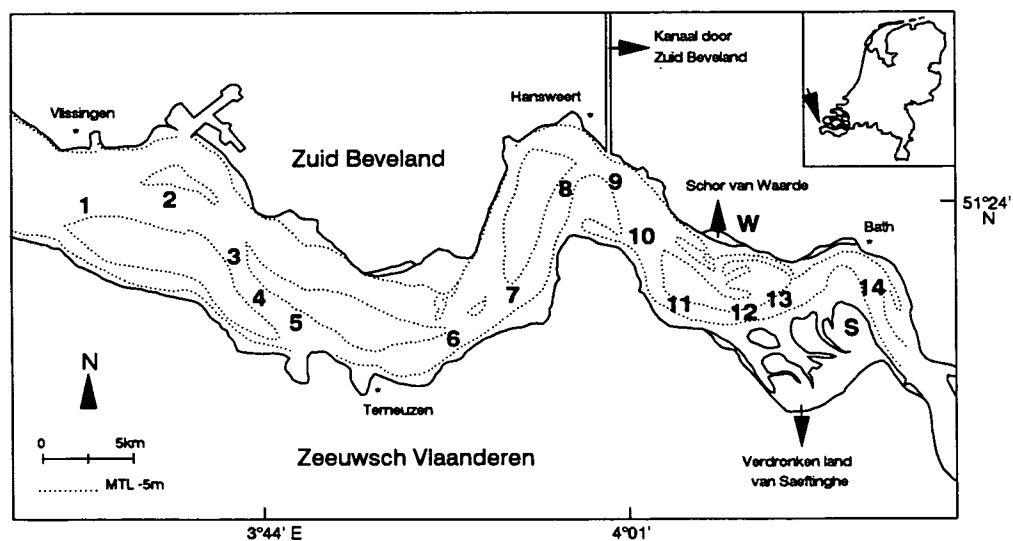 Kanaal door
Zuid Beveland
Vlissingen
Hansweert
Zuid Beveland
Schor van Waarde
51°24'
N
W
Bath
1
2
3
4
5
6
7
8
9
10
11
12
13
14
S
N
Terneuzen
0 5km
Zeeuwsch Vlaanderen
Verdronken land
van Saeftinghe
MTL -5m
3°44' E
4°01'